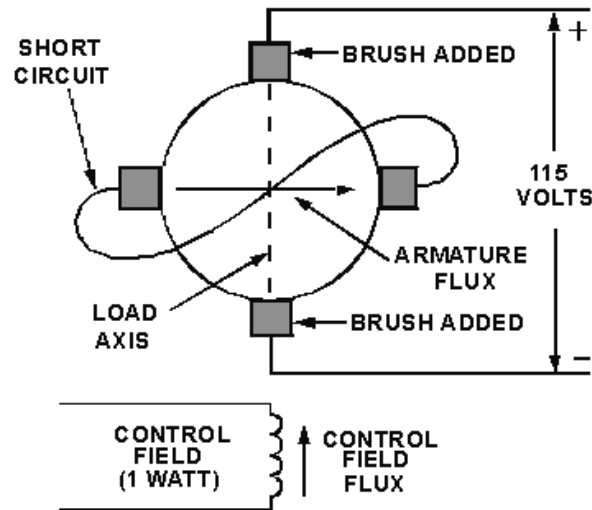 SHORT
CIRCUIT
BRUSH ADDED
+
115
VOLTS
ARMATURE
FLUX
LOAD
AXIS
BRUSH ADDED
−
CONTROL
FIELD
(1 WATT)
CONTROL
FIELD
FLUX